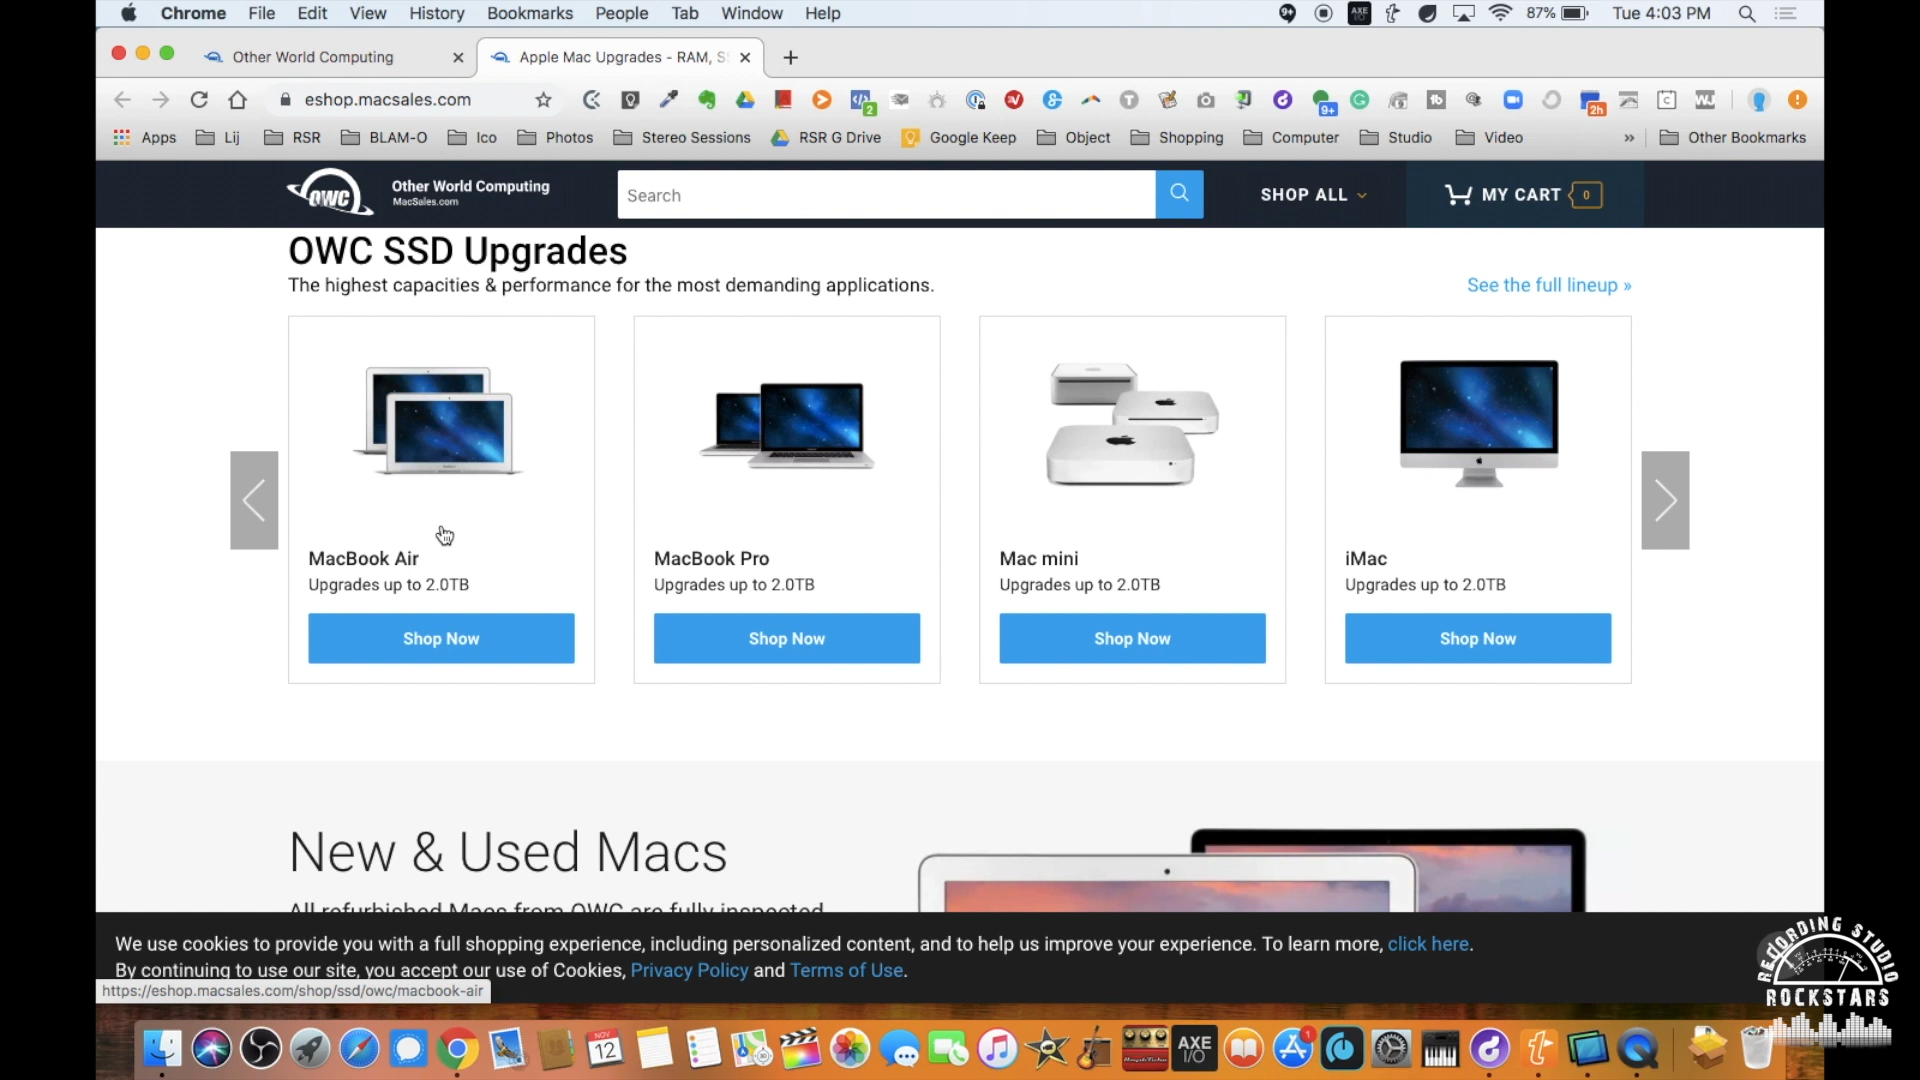 Chrome File Edit View History Bookmarks People Tab Window Help 87% Tue 4:03 PM
Other World Computing
Apple Mac Upgrades - RAM, S
eshop.macsales.com
Apps Lij RSR BLAM-O Ico Photos Stereo Sessions RSR G Drive Google Keep Object Shopping Computer Studio Video » Other Bookmarks
OWC
Other World Computing
MacSales.com
Search
SHOP ALL
MY CART 0
OWC SSD Upgrades
The highest capacities & performance for the most demanding applications.
See the full lineup »
MacBook Air
Upgrades up to 2.0TB
Shop Now
MacBook Pro
Upgrades up to 2.0TB
Shop Now
Mac mini
Upgrades up to 2.0TB
Shop Now
iMac
Upgrades up to 2.0TB
Shop Now
New & Used Macs
All refurbished Macs from OWC are fully inspected
We use cookies to provide you with a full shopping experience, including personalized content, and to help us improve your experience. To learn more, click here.
By continuing to use our site, you accept our use of Cookies, Privacy Policy and Terms of Use.
https://eshop.macsales.com/shop/ssd/owc/macbook-air
RECORDING STUDIO
ROCKSTARS
NOV
12
AXE
I/O
1